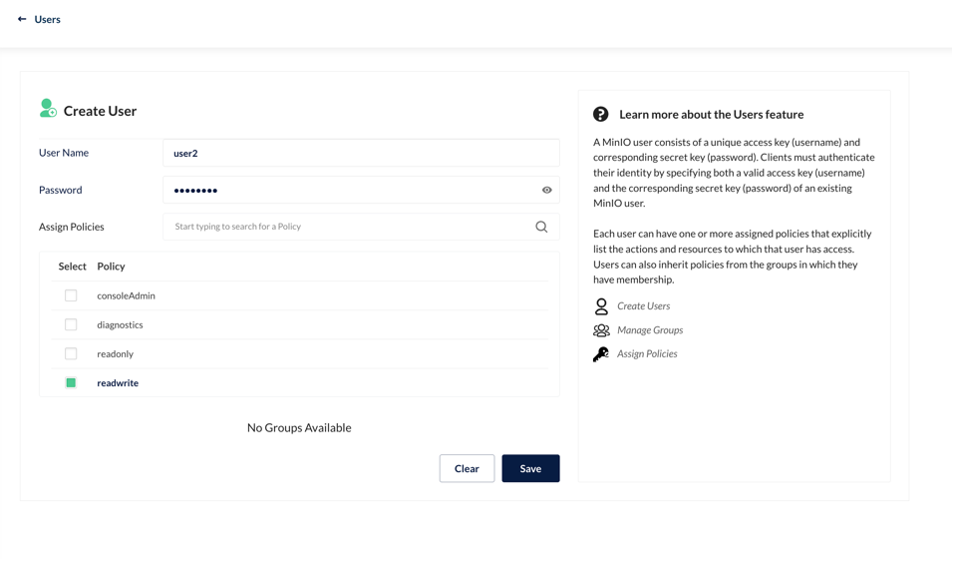 Users
Create User
User Name
user2
Password
••••••••
Assign Policies
Start typing to search for a Policy
Select Policy
consoleAdmin
diagnostics
readonly
readwrite
No Groups Available
Clear Save
Learn more about the Users feature
A MinIO user consists of a unique access key (username) and
corresponding secret key (password). Clients must authenticate
their identity by specifying both a valid access key (username)
and the corresponding secret key (password) of an existing
MinIO user.
Each user can have one or more assigned policies that explicitly
list the actions and resources to which that user has access.
Users can also inherit policies from the groups in which they
have membership.
Create Users
Manage Groups
Assign Policies